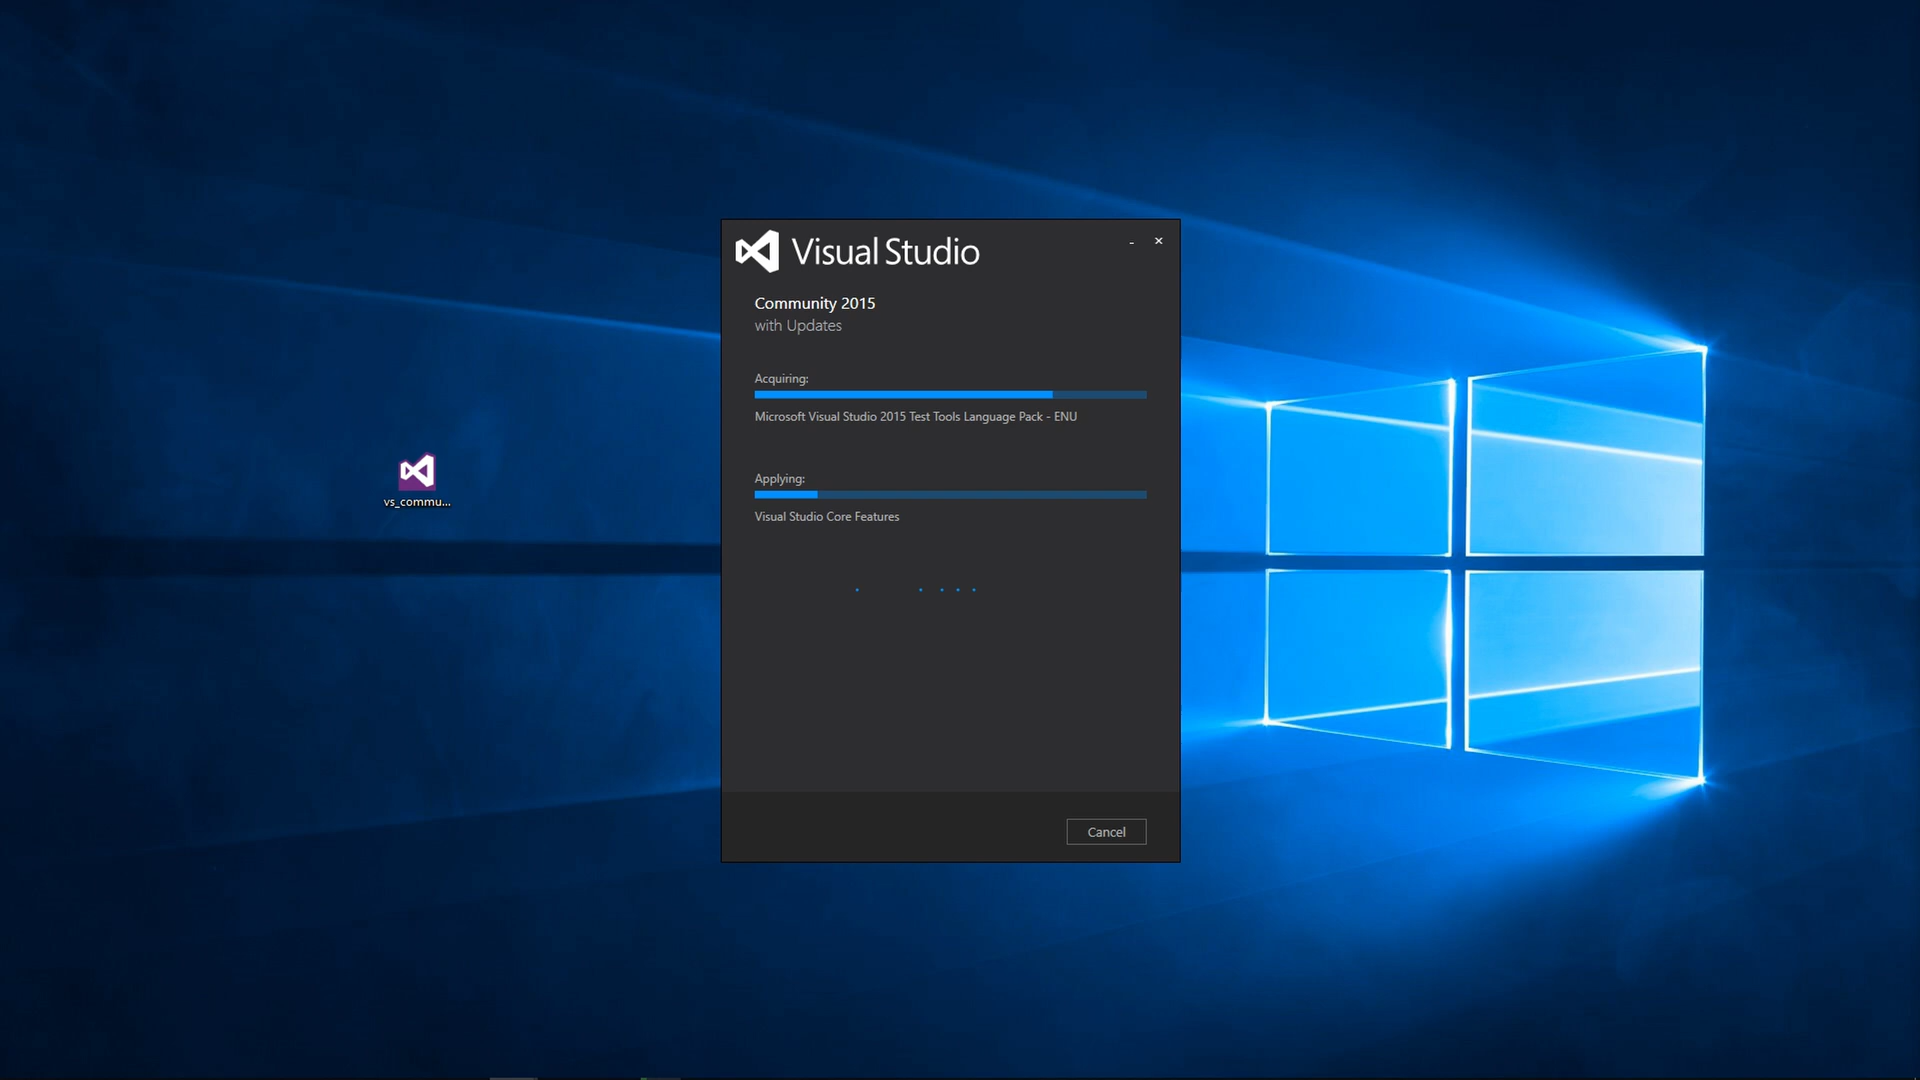 Visual Studio
Community 2015
with Updates
Acquiring:
Microsoft Visual Studio 2015 Test Tools Language Pack - ENU
Applying:
Visual Studio Core Features
Cancel
vs_commu...